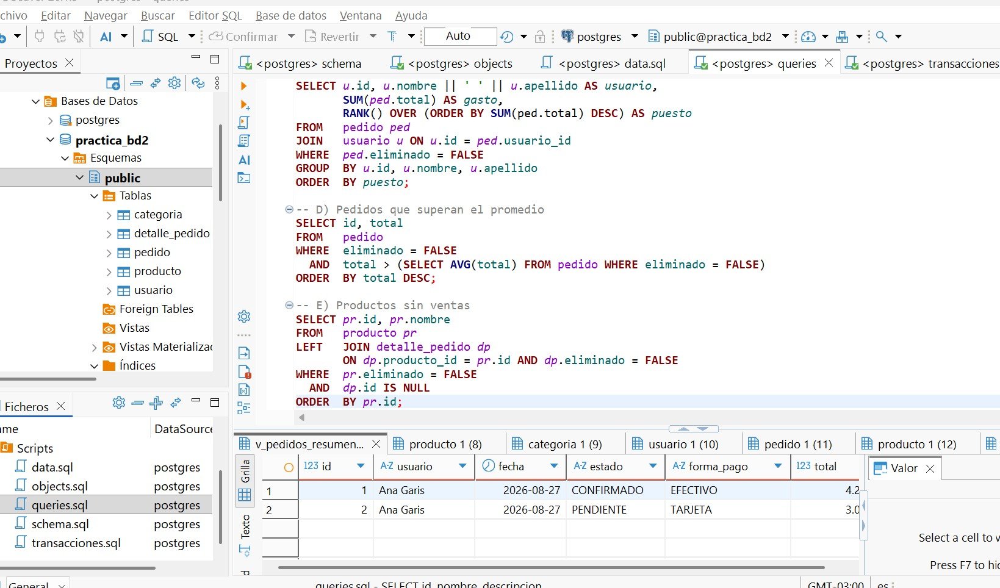 chivo Editar Navegar Buscar Editor SQL Base de datos Ventana Ayuda
AI SQL Confirmar Revertir T Auto postgres public@practica_bd2
Proyectos
Bases de Datos
postgres
practica_bd2
Esquemas
public
Tablas
categoria
detalle_pedido
pedido
producto
usuario
Foreign Tables
Vistas
Vistas Materializac
Índices
Ficheros
ame DataSource
Scripts
data.sql postgres
objects.sql postgres
queries.sql postgres
schema.sql postgres
transacciones.sql postgres
General
<postgres> schema <postgres> objects <postgres> data.sql <postgres> queries <postgres> transacciones
AI
SELECT u.id, u.nombre || ' ' || u.apellido AS usuario,
SUM(ped.total) AS gasto,
RANK() OVER (ORDER BY SUM(ped.total) DESC) AS puesto
FROM pedido ped
JOIN usuario u ON u.id = ped.usuario_id
WHERE ped.eliminado = FALSE
GROUP BY u.id, u.nombre, u.apellido
ORDER BY puesto;
-- D) Pedidos que superan el promedio
SELECT id, total
FROM pedido
WHERE eliminado = FALSE
AND total > (SELECT AVG(total) FROM pedido WHERE eliminado = FALSE)
ORDER BY total DESC;
-- E) Productos sin ventas
SELECT pr.id, pr.nombre
FROM producto pr
LEFT JOIN detalle_pedido dp
ON dp.producto_id = pr.id AND dp.eliminado = FALSE
WHERE pr.eliminado = FALSE
AND dp.id IS NULL
ORDER BY pr.id;
v_pedidos_resumen... producto 1 (8) categoria 1 (9) usuario 1 (10) pedido 1 (11) producto 1 (12)
Grilla
Texto
123 id A-Z usuario fecha A-Z estado A-Z forma_pago 123 total
1 1 Ana Garis 2026-08-27 CONFIRMADO EFECTIVO 4.2
2 2 Ana Garis 2026-08-27 PENDIENTE TARJETA 3.0
Valor
Select a cell to v
Press F7 to hid
queries.sql - SELECT id, nombre, descripcion
GMT-03:00 es